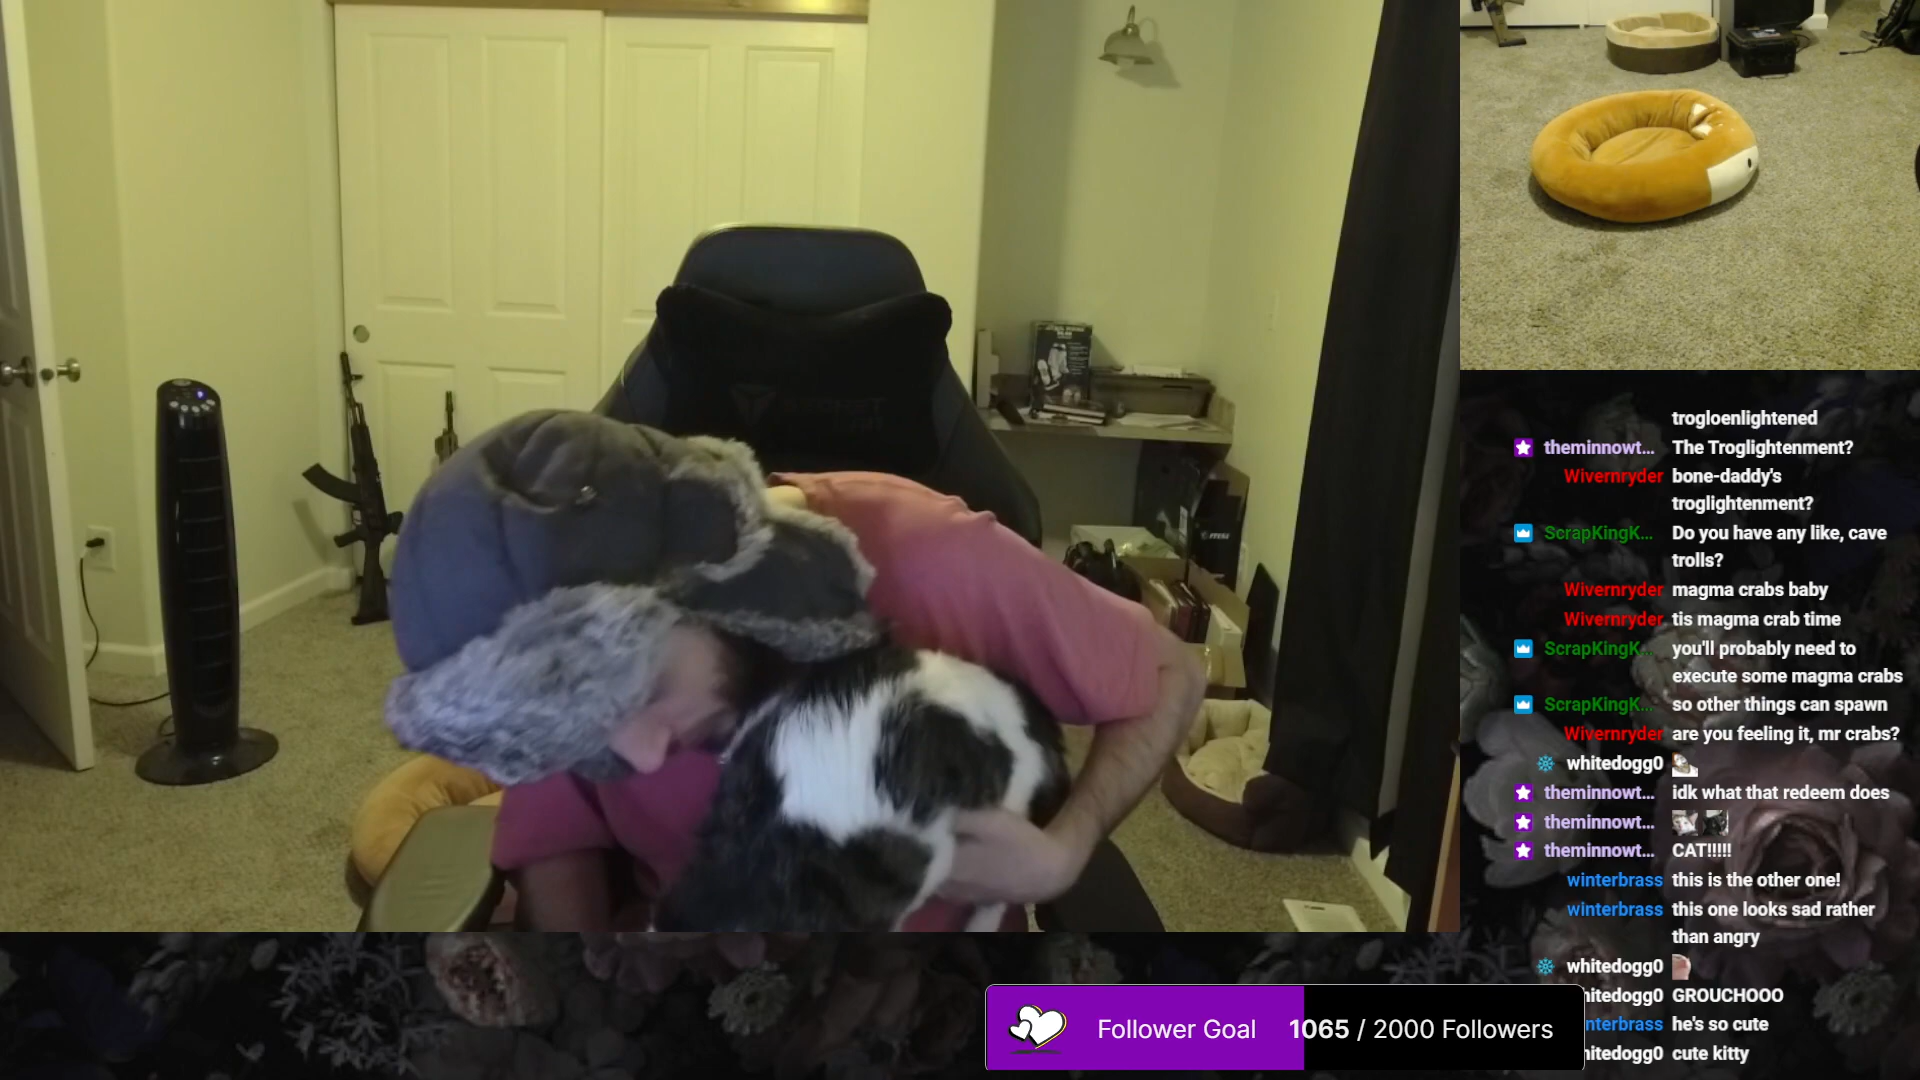 trogloenlightened
theminnowt... The Troglightenment?
Wivernryder bone-daddy's
troglightenment?
ScrapKingK... Do you have any like, cave
trolls?
Wivernryder magma crabs baby
Wivernryder tis magma crab time
ScrapKingK... you'll probably need to
execute some magma crabs
ScrapKingK... so other things can spawn
Wivernryder are you feeling it, mr crabs?
whitedogg0
theminnowt... idk what that redeem does
theminnowt...
theminnowt... CAT!!!!!
winterbrass this is the other one!
winterbrass this one looks sad rather
than angry
whitedogg0
hitedogg0 GROUCHOOO
nterbrass he's so cute
hitedogg0 cute kitty
Follower Goal 1065 / 2000 Followers
msi